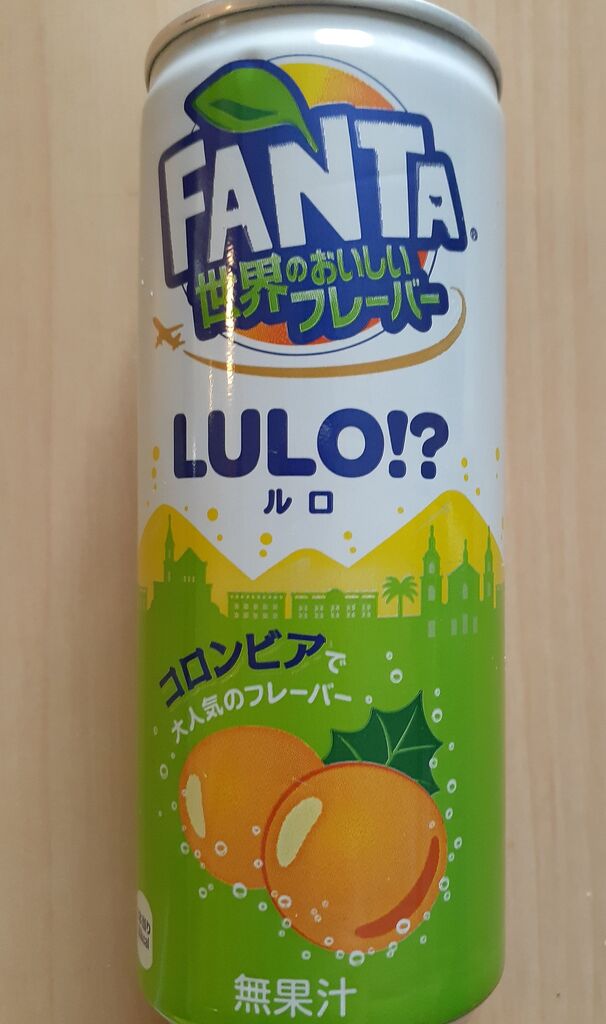 FANTA
世界のおいしい
フレーバー
LULO!?
ルロ
コロンビアで
大人気のフレーバー
無果汁